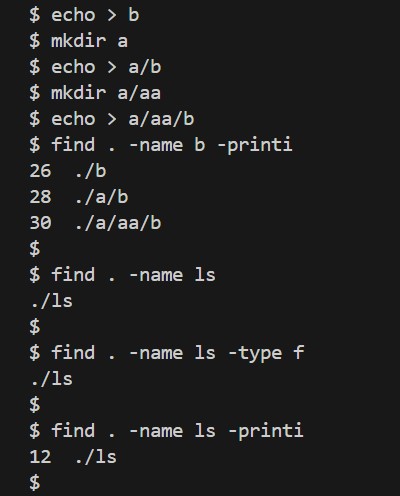 $ echo > b
$ mkdir a
$ echo > a/b
$ mkdir a/aa
$ echo > a/aa/b
$ find . -name b -printi
26  ./b
28  ./a/b
30  ./a/aa/b
$
$ find . -name ls
./ls
$
$ find . -name ls -type f
./ls
$
$ find . -name ls -printi
12  ./ls
$